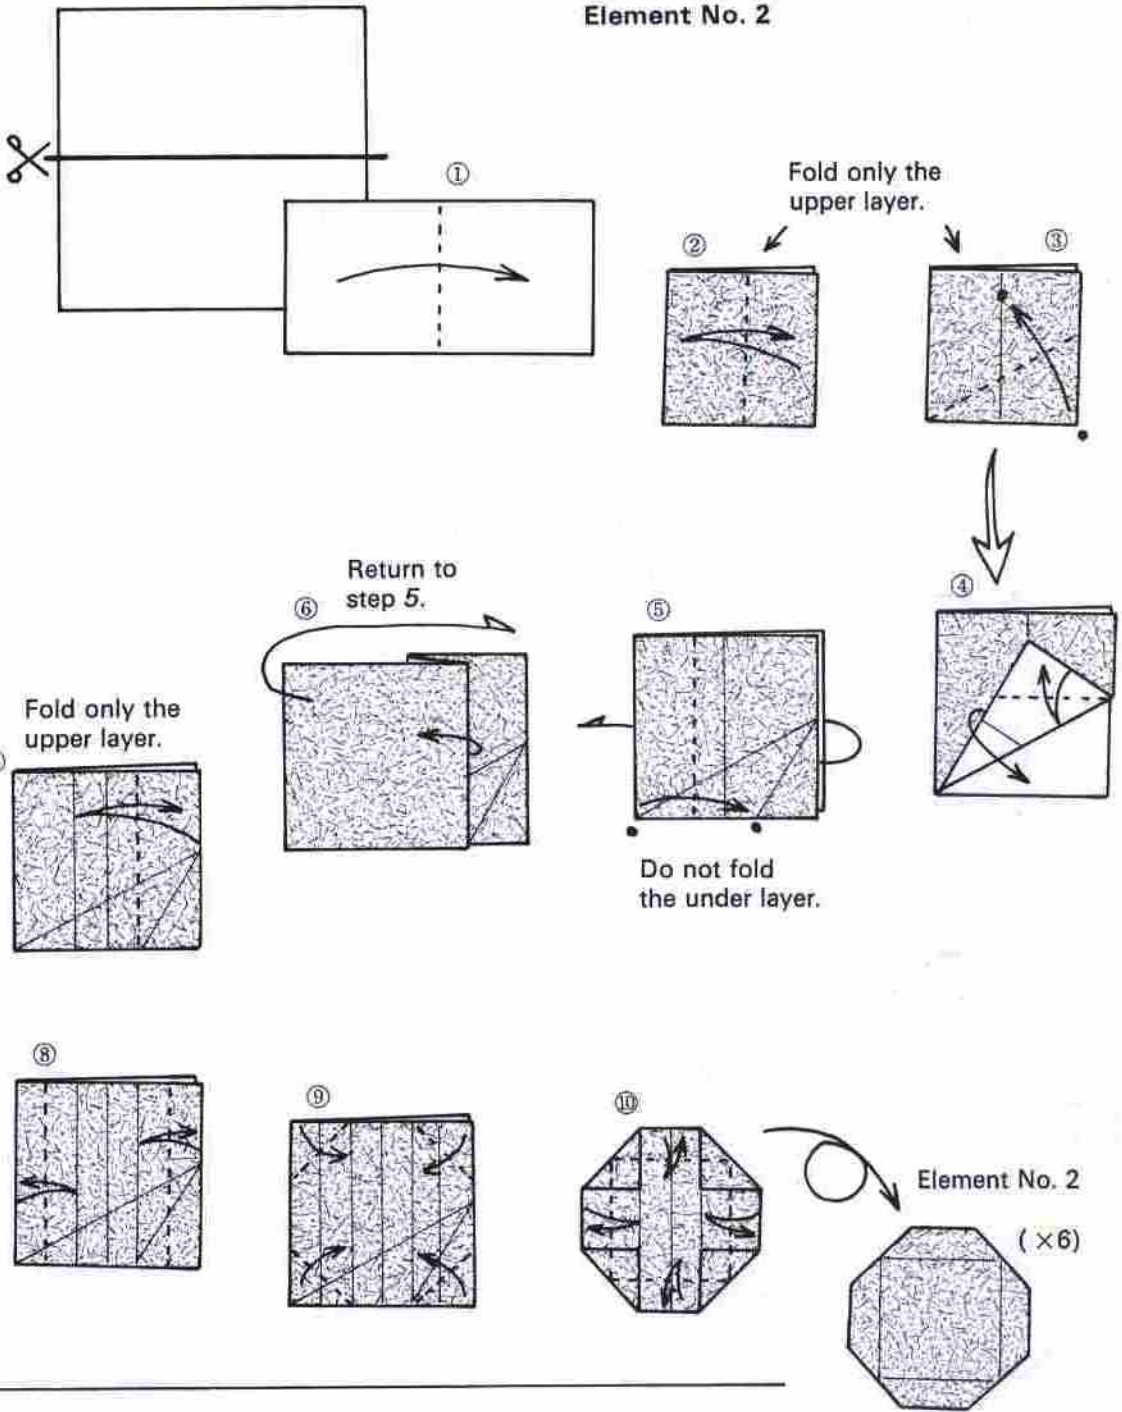 Element No. 2
①
Fold only the
upper layer.
②
③
④
⑤
Do not fold
the under layer.
Return to
step 5.
⑥
Fold only the
upper layer.
⑧
⑨
⑩
Element No. 2
(×6)